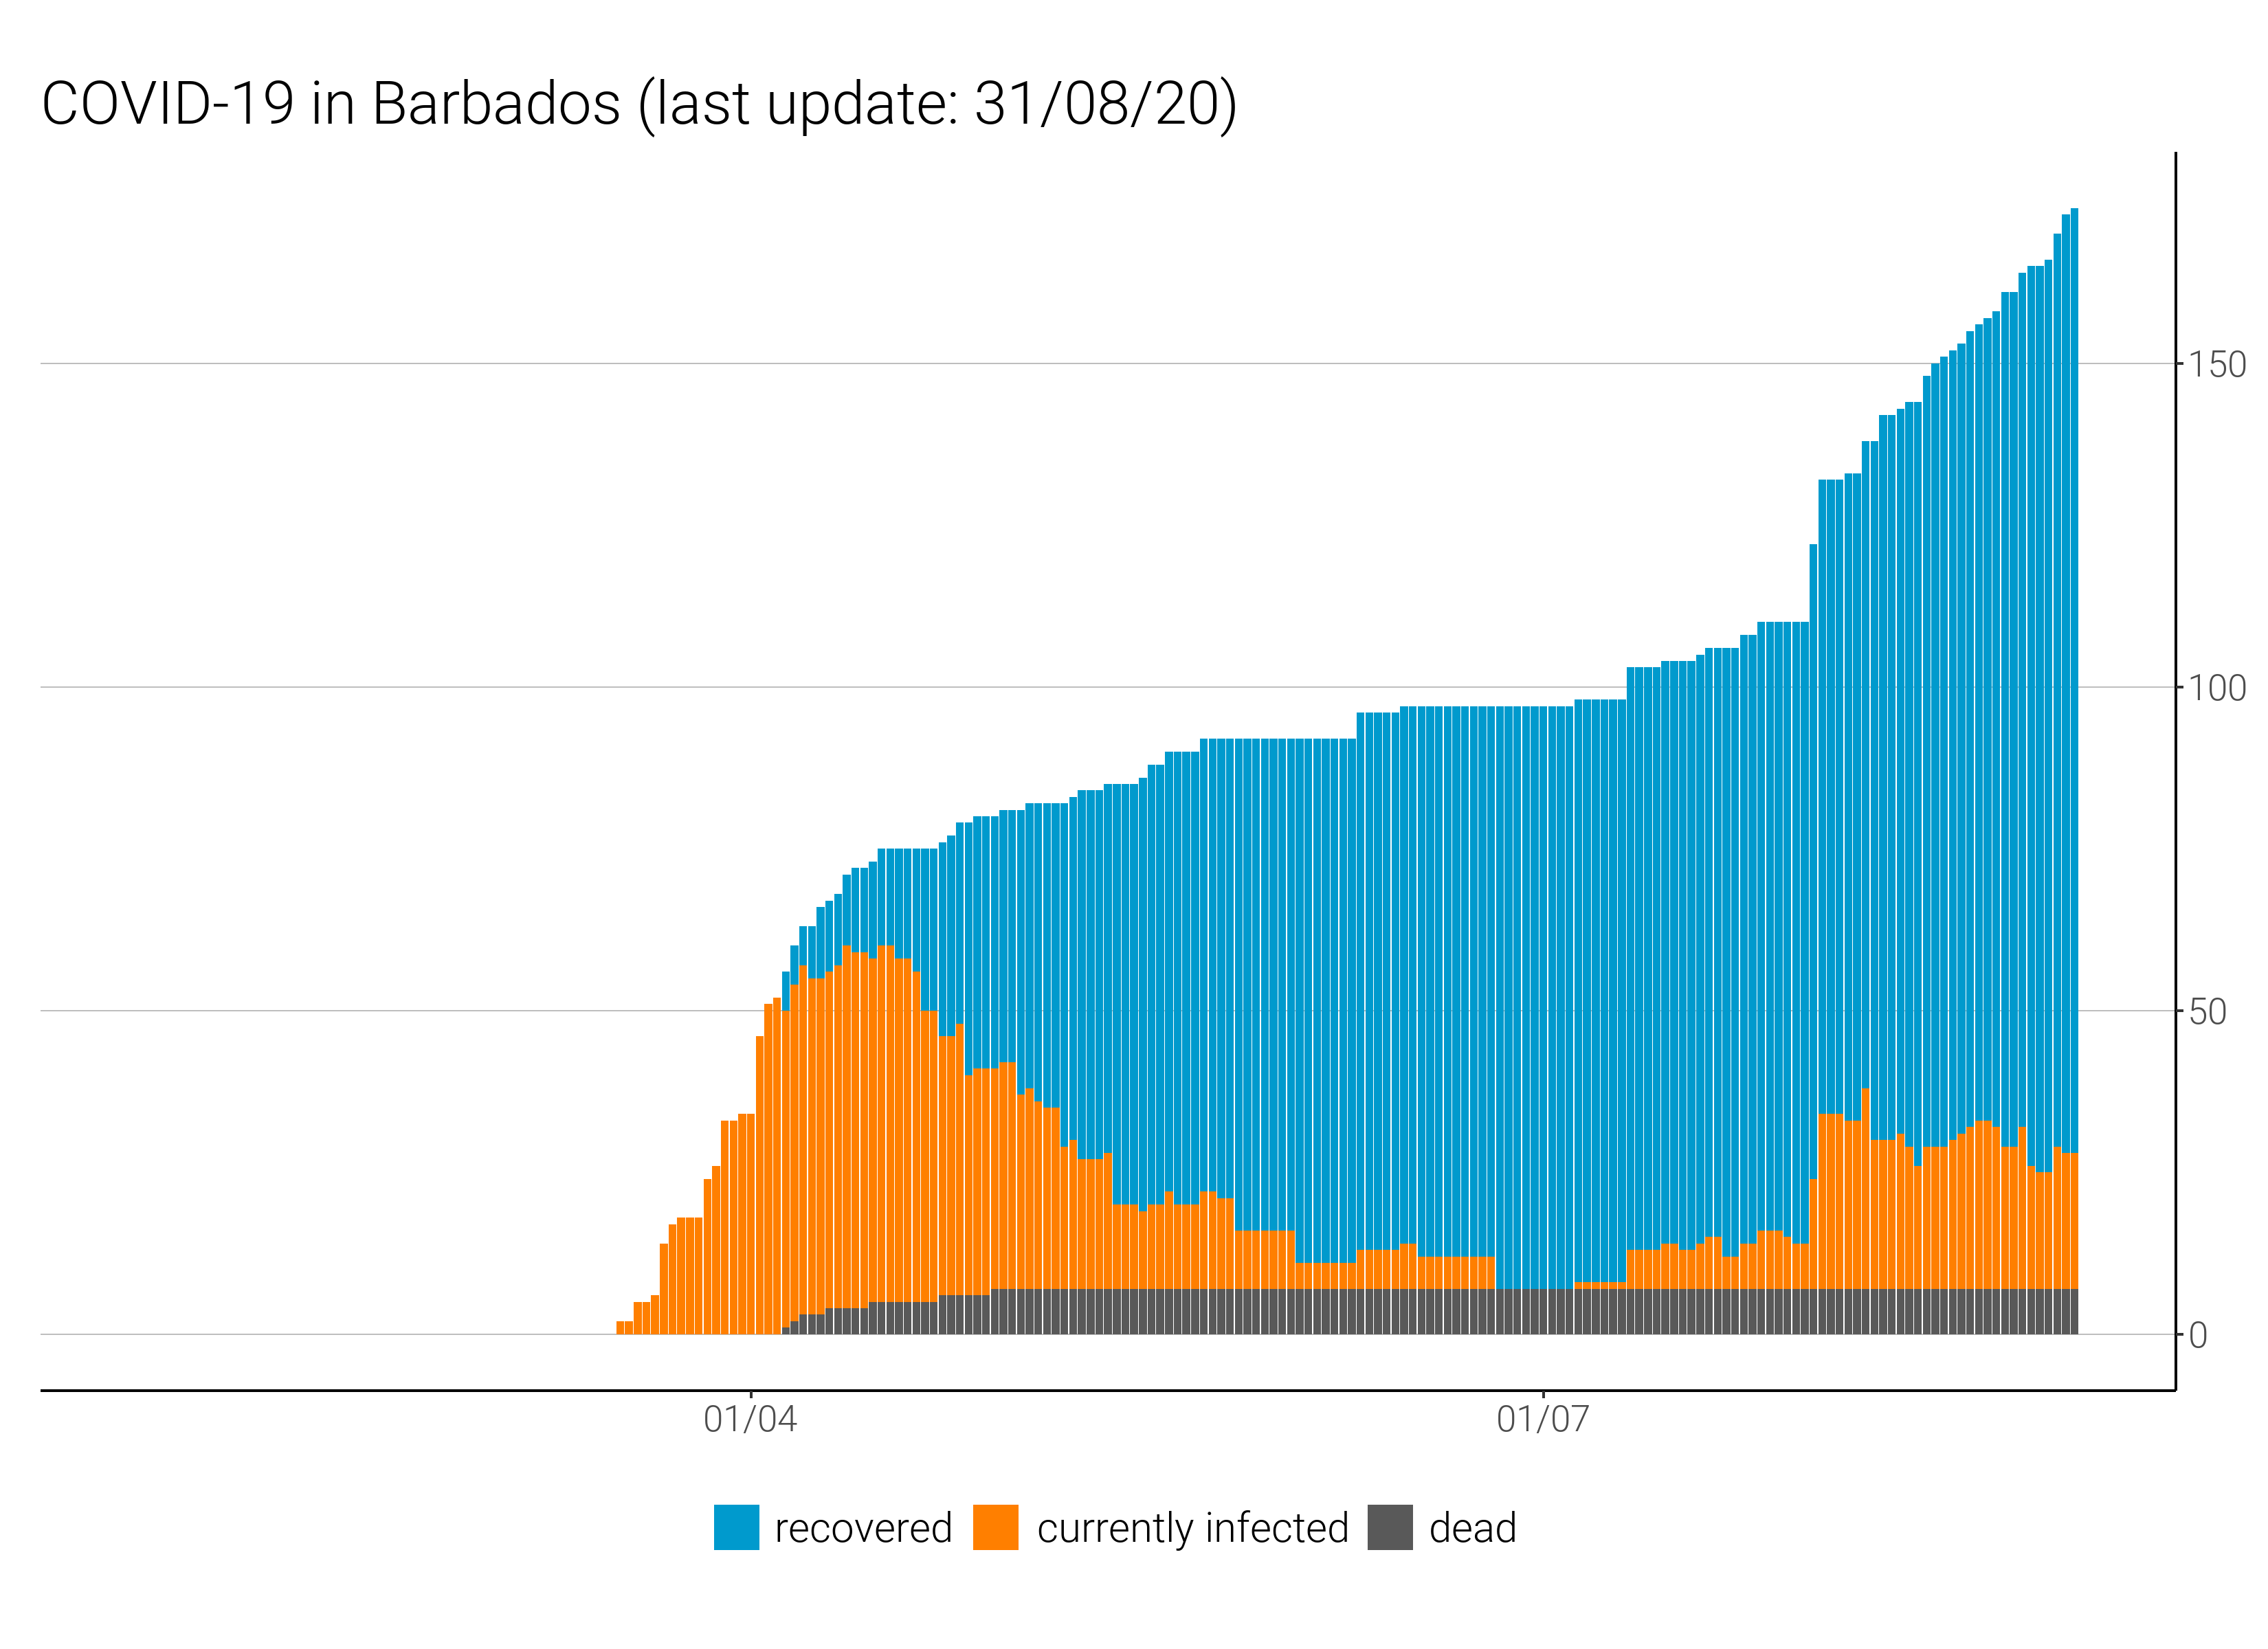 COVID-19 in Barbados (last update: 31/08/20)
150
100
50
0
01/04 01/07
recovered currently infected dead